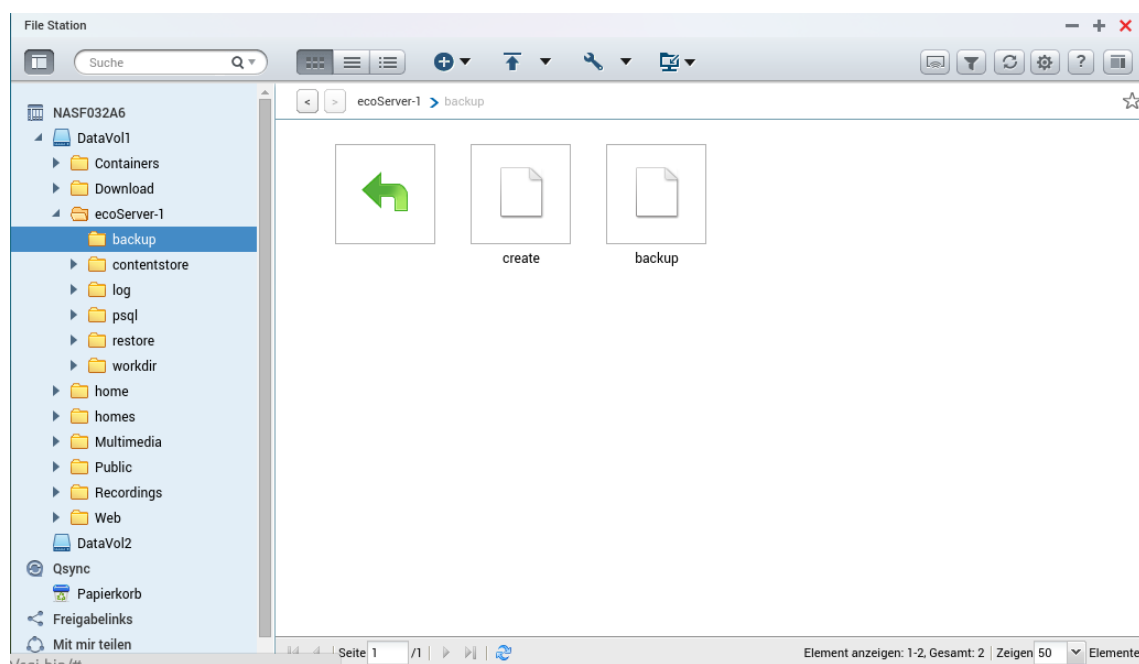 File Station
Suche
NASF032A6
DataVol1
Containers
Download
ecoServer-1
backup
contentstore
log
psql
restore
workdir
home
homes
Multimedia
Public
Recordings
Web
DataVol2
Qsync
Papierkorb
Freigabelinks
Mit mir teilen
< > ecoServer-1 > backup
create
backup
Seite 1 /1
Element anzeigen: 1-2, Gesamt: 2 | Zeigen 50 Elemente